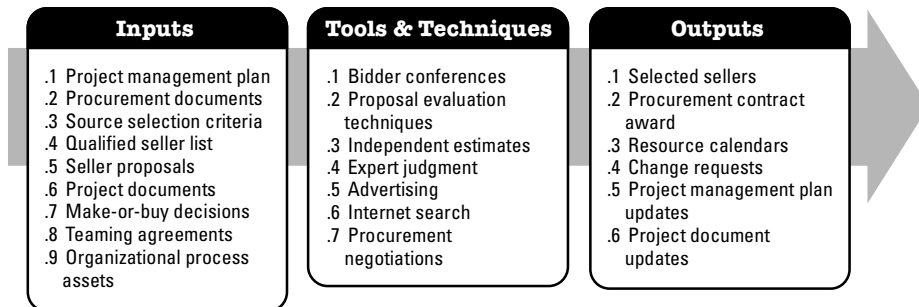 Inputs
.1 Project management plan
.2 Procurement documents
.3 Source selection criteria
.4 Qualified seller list
.5 Seller proposals
.6 Project documents
.7 Make-or-buy decisions
.8 Teaming agreements
.9 Organizational process
assets
Tools & Techniques
.1 Bidder conferences
.2 Proposal evaluation
techniques
.3 Independent estimates
.4 Expert judgment
.5 Advertising
.6 Internet search
.7 Procurement
negotiations
Outputs
.1 Selected sellers
.2 Procurement contract
award
.3 Resource calendars
.4 Change requests
.5 Project management plan
updates
.6 Project document
updates